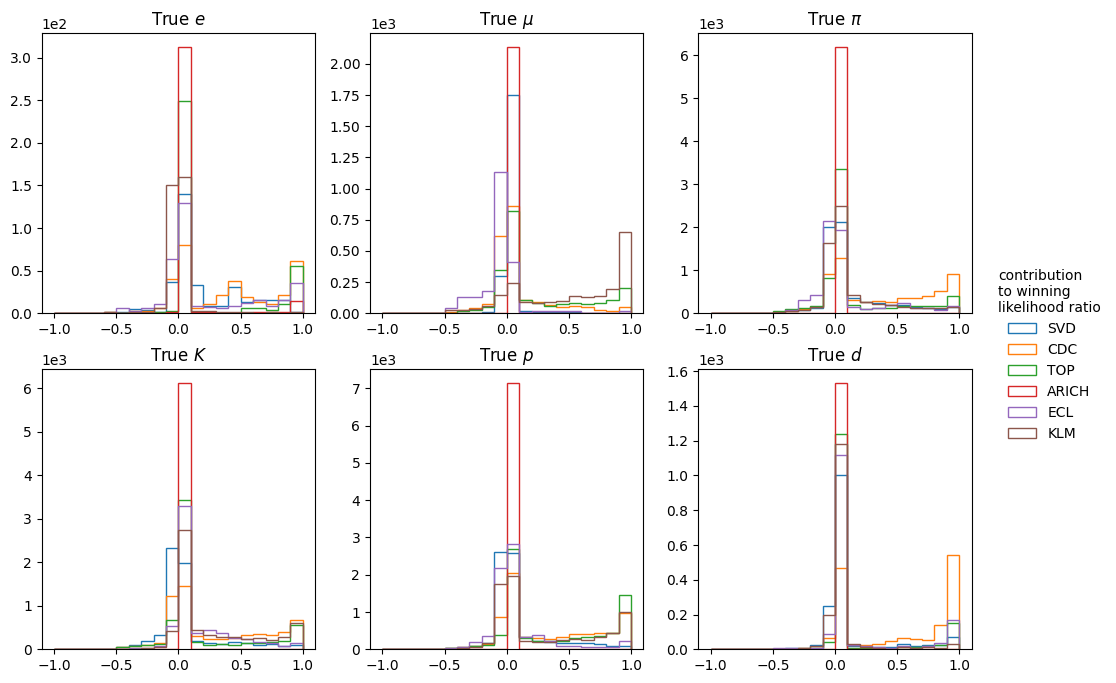 True e
1e2
3.0
2.5
2.0
1.5
1.0
0.5
0.0
−1.0 −0.5 0.0 0.5 1.0
True μ
1e3
2.00
1.75
1.50
1.25
1.00
0.75
0.50
0.25
0.00
−1.0 −0.5 0.0 0.5 1.0
True π
1e3
6
5
4
3
2
1
0
−1.0 −0.5 0.0 0.5 1.0
contribution
to winning
likelihood ratio
SVD
CDC
TOP
ARICH
ECL
KLM
True K
1e3
6
5
4
3
2
1
0
−1.0 −0.5 0.0 0.5 1.0
True p
1e3
7
6
5
4
3
2
1
0
−1.0 −0.5 0.0 0.5 1.0
True d
1e3
1.6
1.4
1.2
1.0
0.8
0.6
0.4
0.2
0.0
−1.0 −0.5 0.0 0.5 1.0